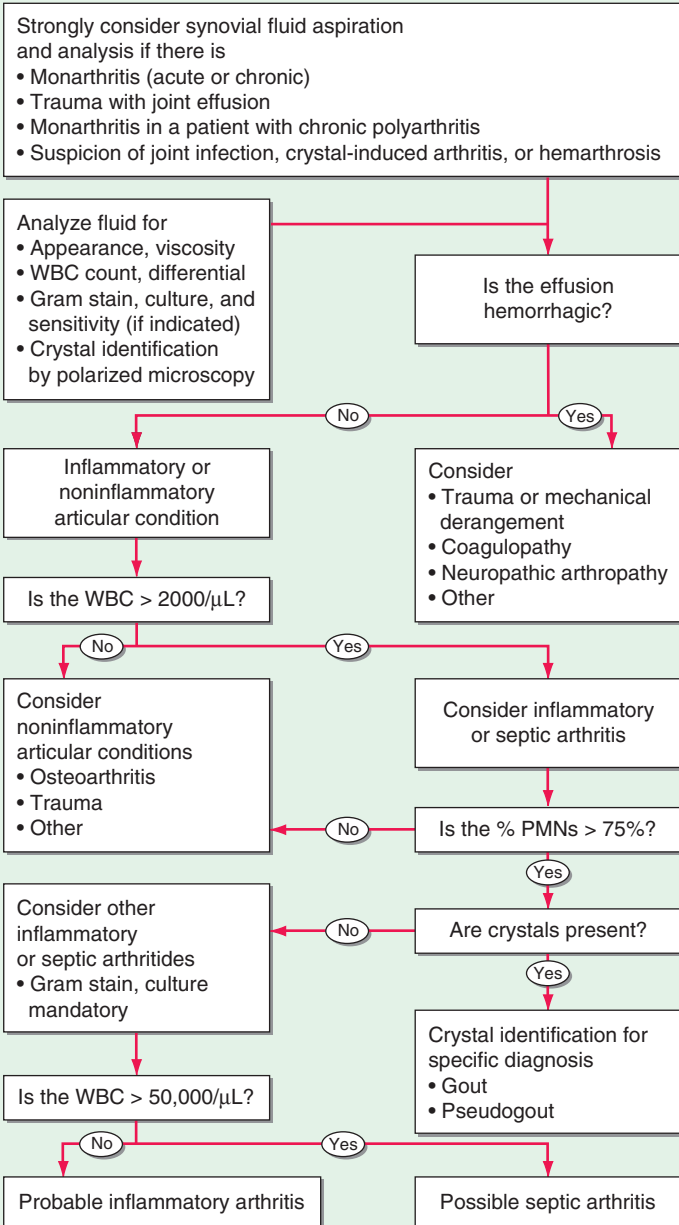 Strongly consider synovial fluid aspiration
and analysis if there is
• Monarthritis (acute or chronic)
• Trauma with joint effusion
• Monarthritis in a patient with chronic polyarthritis
• Suspicion of joint infection, crystal-induced arthritis, or hemarthrosis
Analyze fluid for
• Appearance, viscosity
• WBC count, differential
• Gram stain, culture, and
sensitivity (if indicated)
• Crystal identification
by polarized microscopy
Is the effusion
hemorrhagic?
No
Yes
Inflammatory or
noninflammatory
articular condition
Consider
• Trauma or mechanical
derangement
• Coagulopathy
• Neuropathic arthropathy
• Other
Is the WBC > 2000/μL?
No
Yes
Consider
noninflammatory
articular conditions
• Osteoarthritis
• Trauma
• Other
Consider inflammatory
or septic arthritis
No
Is the % PMNs > 75%?
Yes
Consider other
inflammatory
or septic arthritides
• Gram stain, culture
mandatory
No
Are crystals present?
Yes
Crystal identification for
specific diagnosis
• Gout
• Pseudogout
Is the WBC > 50,000/μL?
No
Yes
Probable inflammatory arthritis
Possible septic arthritis